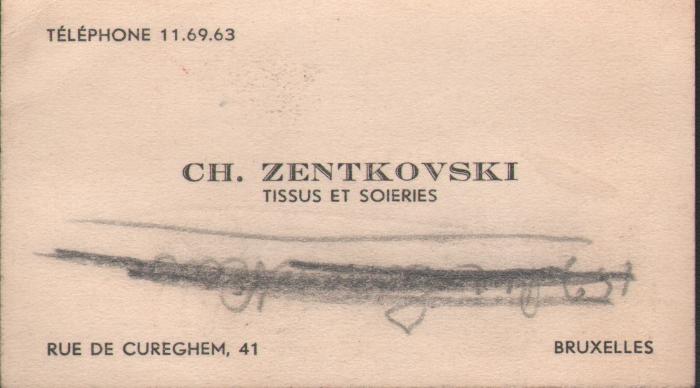 TÉLÉPHONE 11.69.63
CH. ZENTKOVSKI
TISSUS ET SOIERIES
RUE DE CUREGHEM, 41
BRUXELLES